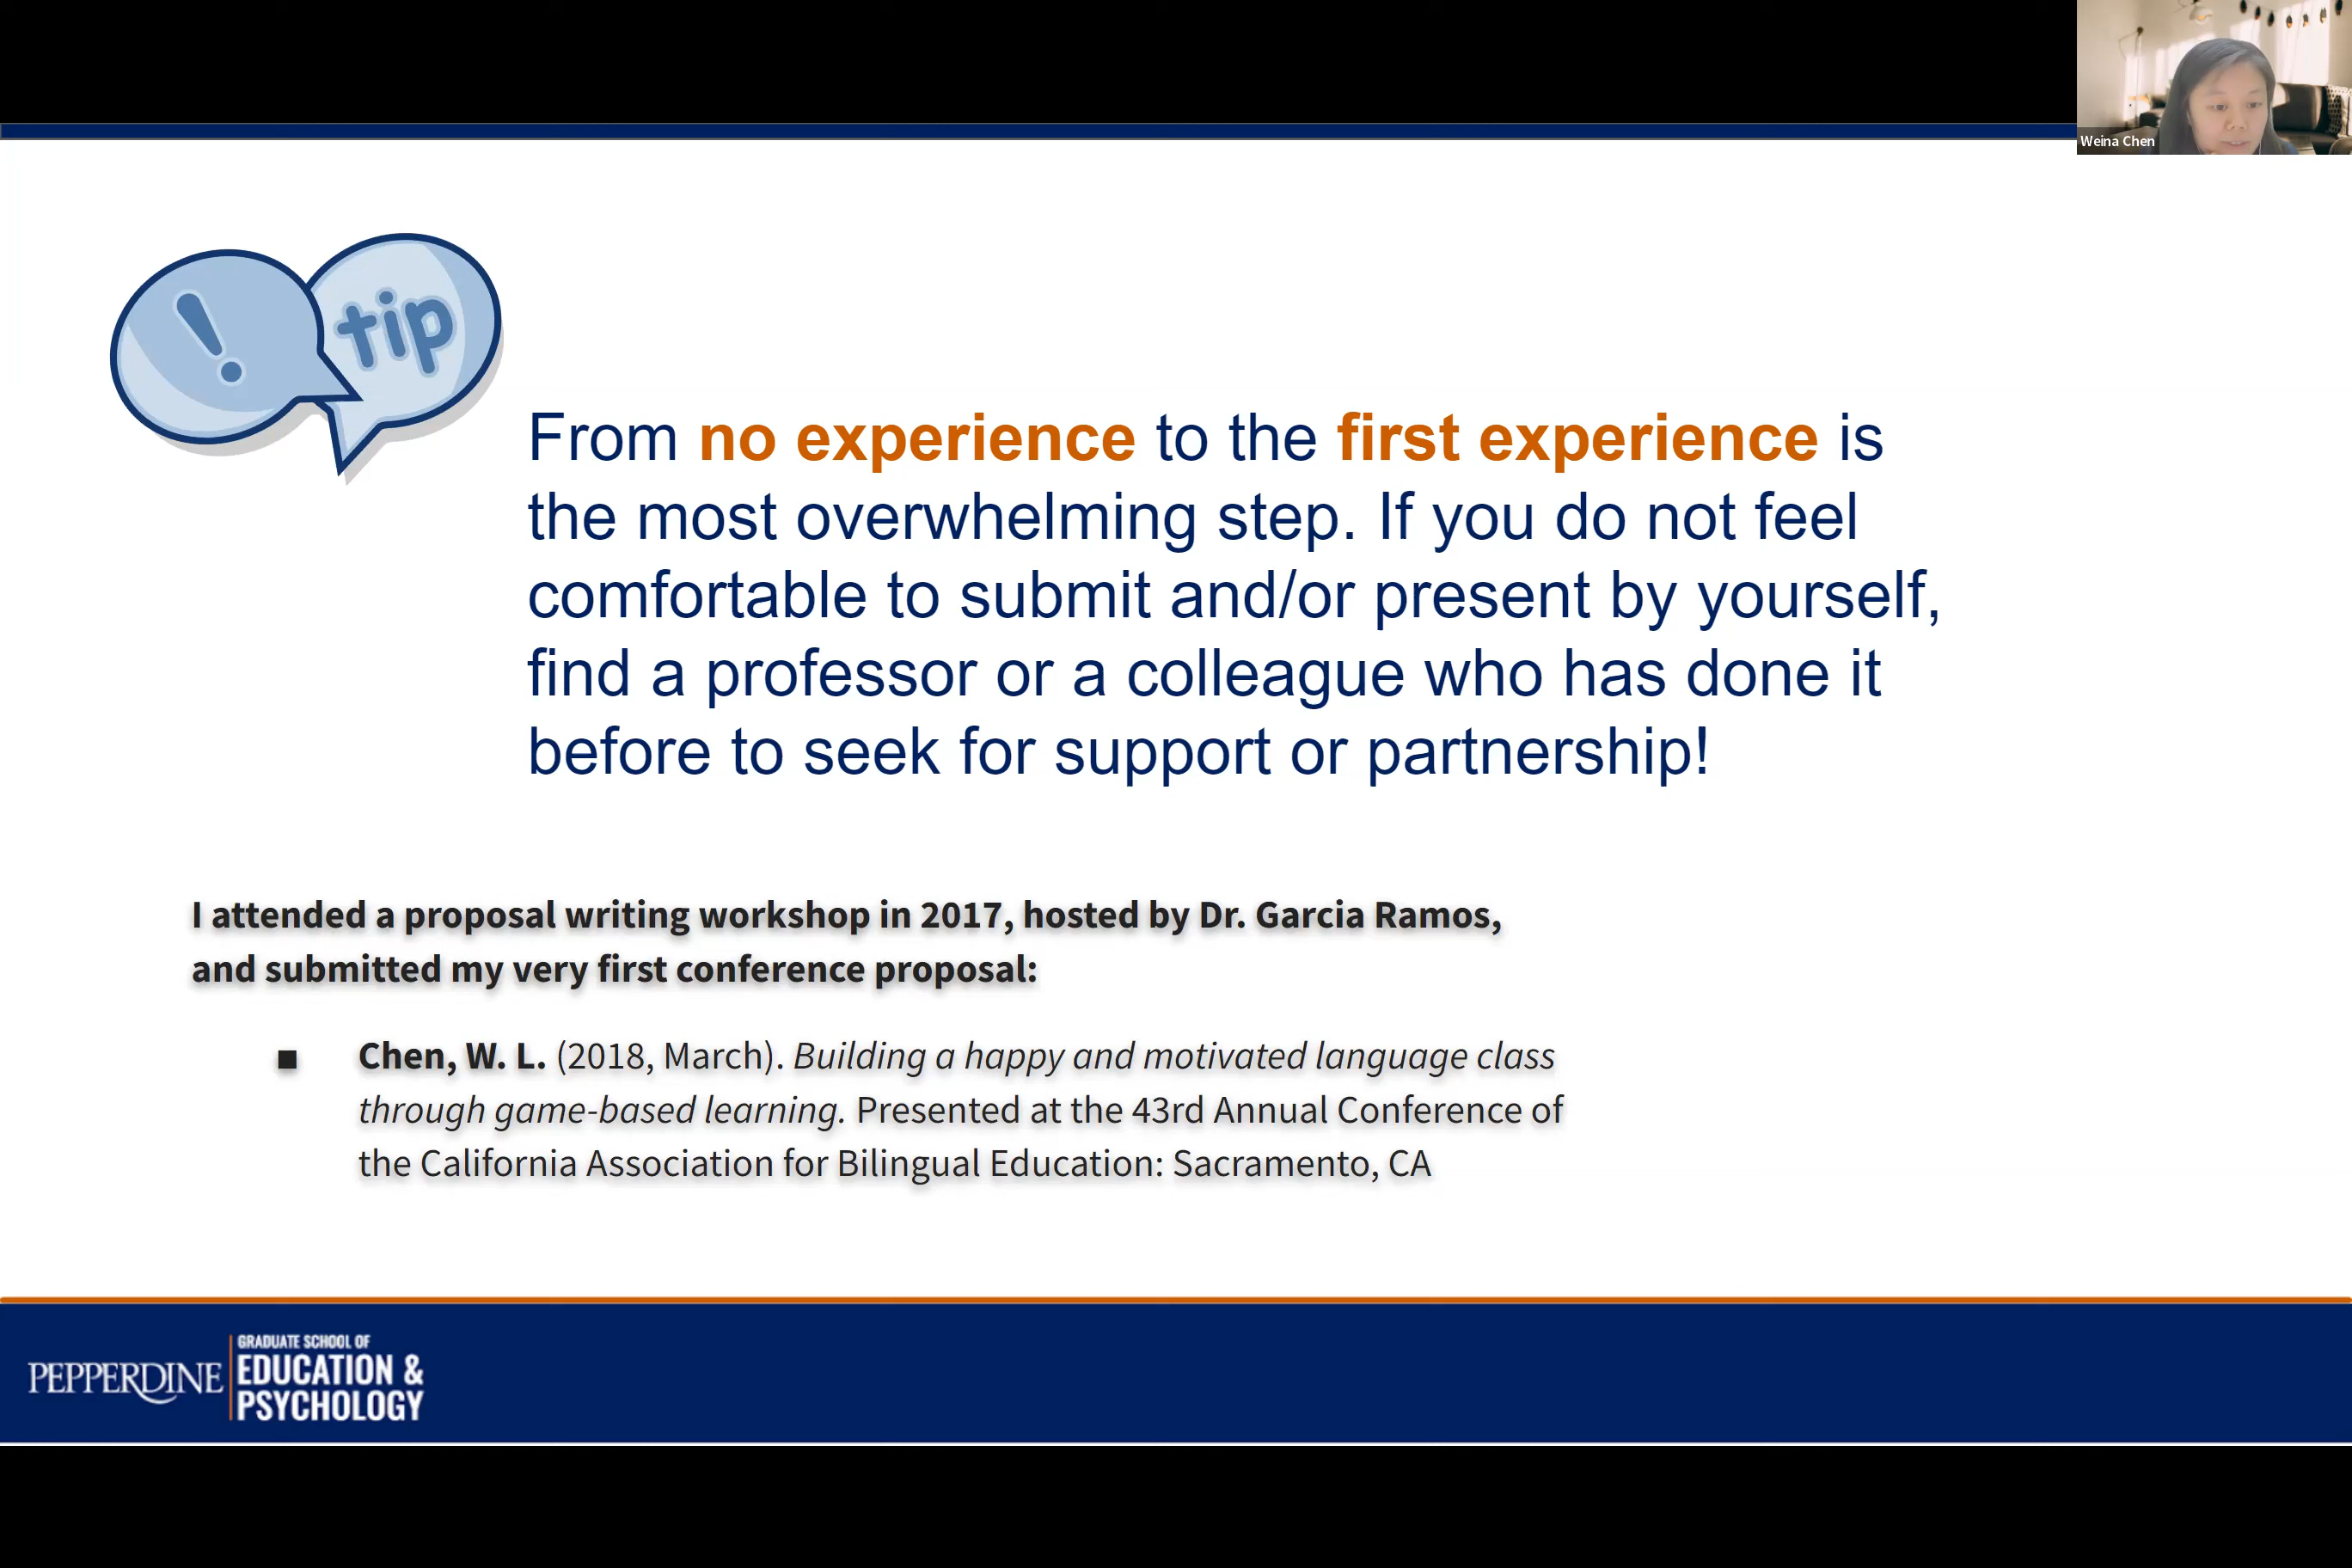 Weina Chen
! tip
From no experience to the first experience is
the most overwhelming step. If you do not feel
comfortable to submit and/or present by yourself,
find a professor or a colleague who has done it
before to seek for support or partnership!
I attended a proposal writing workshop in 2017, hosted by Dr. Garcia Ramos,
and submitted my very first conference proposal:
■ Chen, W. L. (2018, March). Building a happy and motivated language class
through game-based learning. Presented at the 43rd Annual Conference of
the California Association for Bilingual Education: Sacramento, CA
PEPPERDINE
GRADUATE SCHOOL OF
EDUCATION &
PSYCHOLOGY